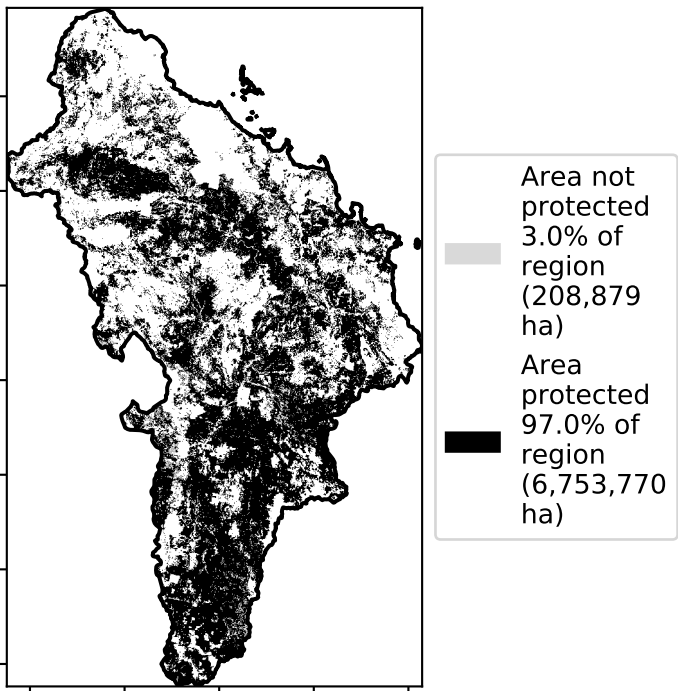 Area not
protected
3.0% of
region
(208,879
ha)
Area
protected
97.0% of
region
(6,753,770
ha)